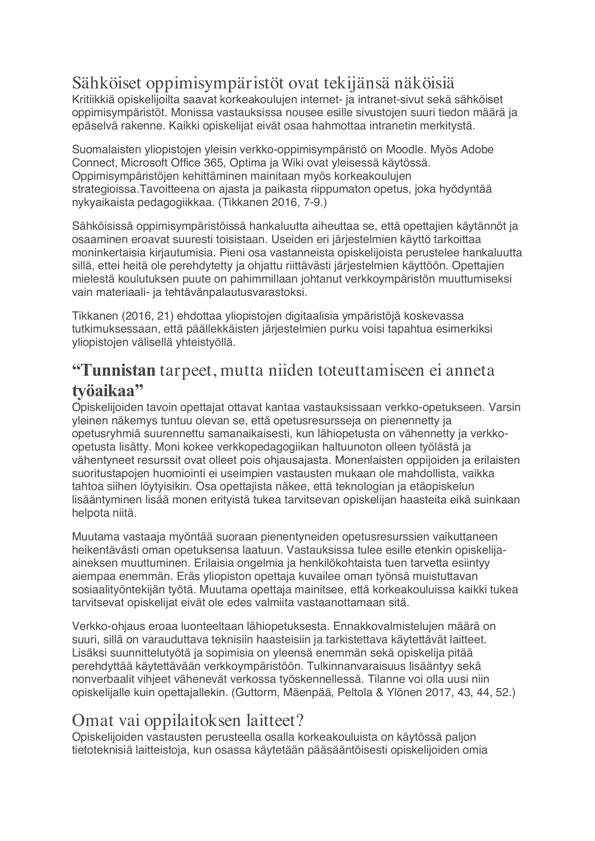 Sähköiset oppimisympäristöt ovat tekijänsä näköisiä
Kritiikkiä opiskelijoilta saavat korkeakoulujen internet- ja intranet-sivut sekä sähköiset
oppimisympäristöt. Monissa vastauksissa nousee esille sivustojen suuri tiedon määrä ja
epäselvä rakenne. Kaikki opiskelijat eivät osaa hahmottaa intranetin merkitystä.
Suomalaisten yliopistojen yleisin verkko-oppimisympäristö on Moodle. Myös Adobe
Connect, Microsoft Office 365, Optima ja Wiki ovat yleisessä käytössä.
Oppimisympäristöjen kehittäminen mainitaan myös korkeakoulujen
strategioissa.Tavoitteena on ajasta ja paikasta riippumaton opetus, joka hyödyntää
nykyaikaista pedagogiikkaa. (Tikkanen 2016, 7-9.)
Sähköisissä oppimisympäristöissä hankaluutta aiheuttaa se, että opettajien käytännöt ja
osaaminen eroavat suuresti toisistaan. Useiden eri järjestelmien käyttö tarkoittaa
moninkertaisia kirjautumisia. Pieni osa vastanneista opiskelijoista perustelee hankaluutta
sillä, ettei heitä ole perehdytetty ja ohjattu riittävästi järjestelmien käyttöön. Opettajien
mielestä koulutuksen puute on pahimmillaan johtanut verkkoympäristön muuttumiseksi
vain materiaali- ja tehtävänpalautusvarastoksi.
Tikkanen (2016, 21) ehdottaa yliopistojen digitaalisia ympäristöjä koskevassa
tutkimuksessaan, että päällekkäisten järjestelmien purku voisi tapahtua esimerkiksi
yliopistojen välisellä yhteistyöllä.
“Tunnistan tarpeet, mutta niiden toteuttamiseen ei anneta
työaikaa”
Opiskelijoiden tavoin opettajat ottavat kantaa vastauksissaan verkko-opetukseen. Varsin
yleinen näkemys tuntuu olevan se, että opetusresursseja on pienennetty ja
opetusryhmiä suurennettu samanaikaisesti, kun lähiopetusta on vähennetty ja verkko-
opetusta lisätty. Moni kokee verkkopedagogiikan haltuunoton olleen työlästä ja
vähentyneet resurssit ovat olleet pois ohjausajasta. Monenlaisten oppijoiden ja erilaisten
suoritustapojen huomiointi ei useimpien vastausten mukaan ole mahdollista, vaikka
tahtoa siihen löytyisikin. Osa opettajista näkee, että teknologian ja etäopiskelun
lisääntyminen lisää monen erityistä tukea tarvitsevan opiskelijan haasteita eikä suinkaan
helpota niitä.
Muutama vastaaja myöntää suoraan pienentyneiden opetusresurssien vaikuttaneen
heikentävästi oman opetuksensa laatuun. Vastauksissa tulee esille etenkin opiskelija-
aineksen muuttuminen. Erilaisia ongelmia ja henkilökohtaista tuen tarvetta esiintyy
aiempaa enemmän. Eräs yliopiston opettaja kuvailee oman työnsä muistuttavan
sosiaalityöntekijän työtä. Muutama opettaja mainitsee, että korkeakouluissa kaikki tukea
tarvitsevat opiskelijat eivät ole edes valmiita vastaanottamaan sitä.
Verkko-ohjaus eroaa luonteeltaan lähiopetuksesta. Ennakkovalmistelujen määrä on
suuri, sillä on varauduttava teknisiin haasteisiin ja tarkistettava käytettävät laitteet.
Lisäksi suunnittelutyötä ja sopimisia on yleensä enemmän sekä opiskelija pitää
perehdyttää käytettävään verkkoympäristöön. Tulkinnanvaraisuus lisääntyy sekä
nonverbaalit vihjeet vähenevät verkossa työskennellessä. Tilanne voi olla uusi niin
opiskelijalle kuin opettajallekin. (Guttorm, Mäenpää, Peltola & Ylönen 2017, 43, 44, 52.)
Omat vai oppilaitoksen laitteet?
Opiskelijoiden vastausten perusteella osalla korkeakouluista on käytössä paljon
tietoteknisiä laitteistoja, kun osassa käytetään pääsääntöisesti opiskelijoiden omia